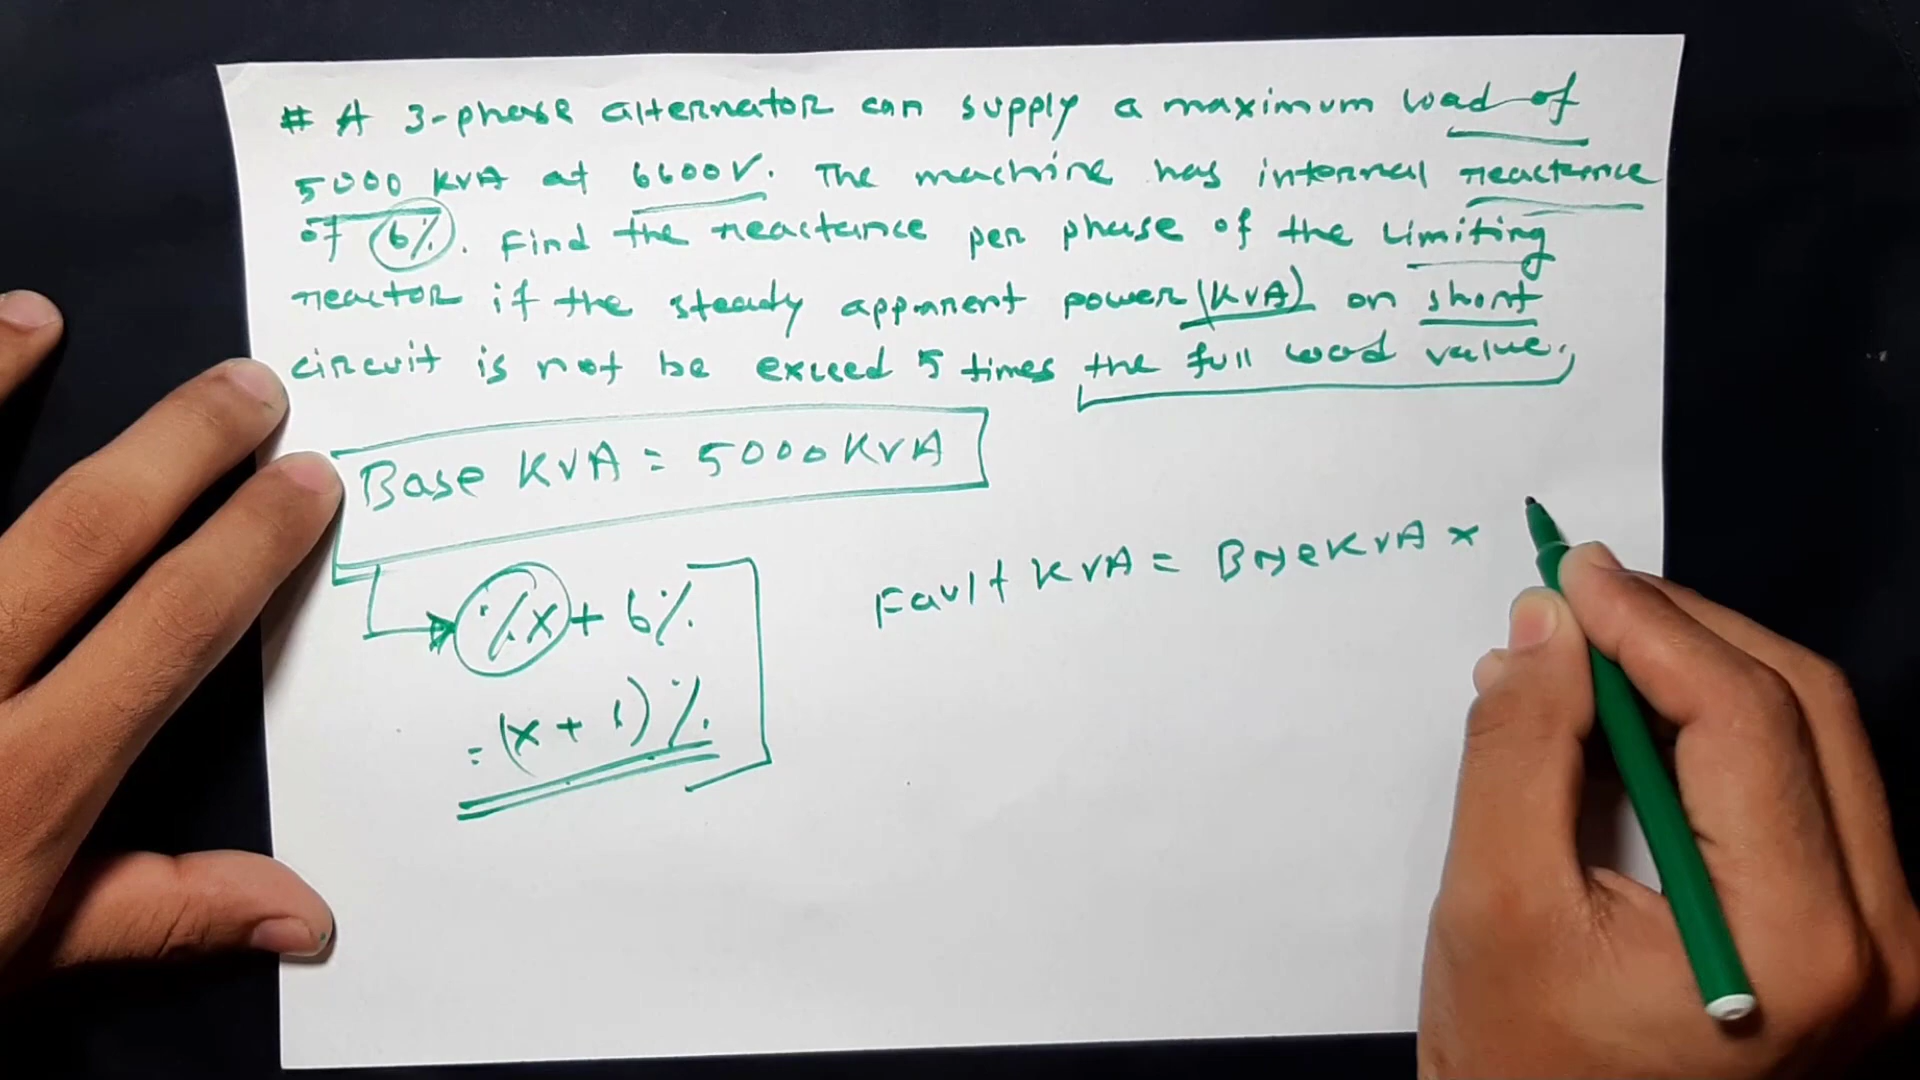 # A 3-phase alternator can supply a maximum load of
5000 KVA at 6600V. The machine has internal reactance
of 6%. Find the reactance per phase of the limiting
reactor if the steady apparent power (KVA) on short
circuit is not be exceed 5 times the full load value.
Base KVA = 5000 KVA
%x + 6%
= (x + 6) %
Fault KVA = Base KVA x